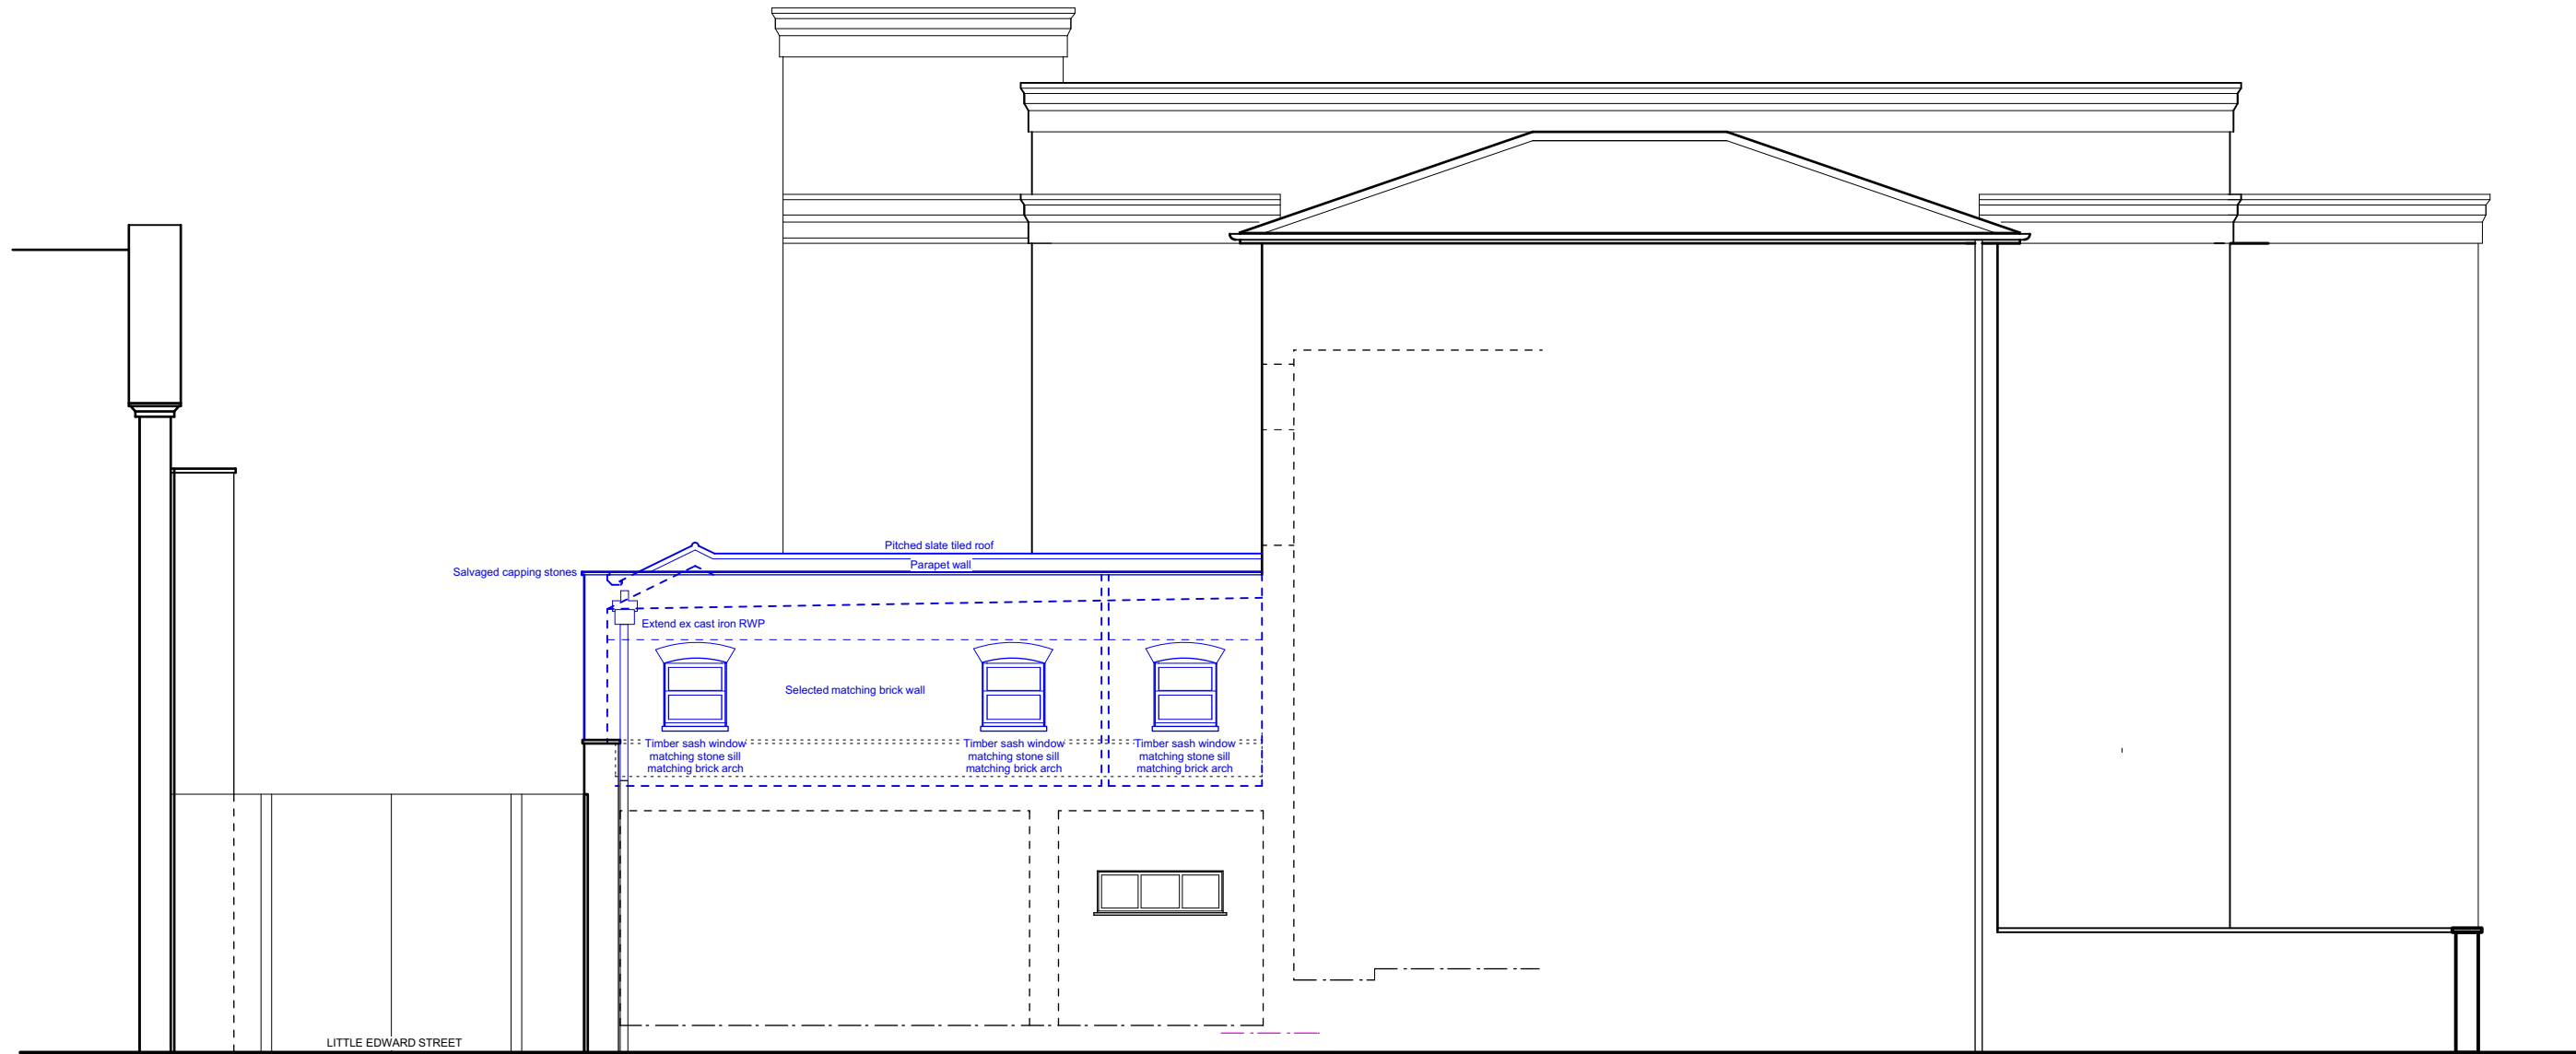 Pitched slate tiled roof
Parapet wall
Salvaged capping stones
Extend ex cast iron RWP
Selected matching brick wall
Timber sash window
matching stone sill
matching brick arch
Timber sash window
matching stone sill
matching brick arch
Timber sash window
matching stone sill
matching brick arch
LITTLE EDWARD STREET